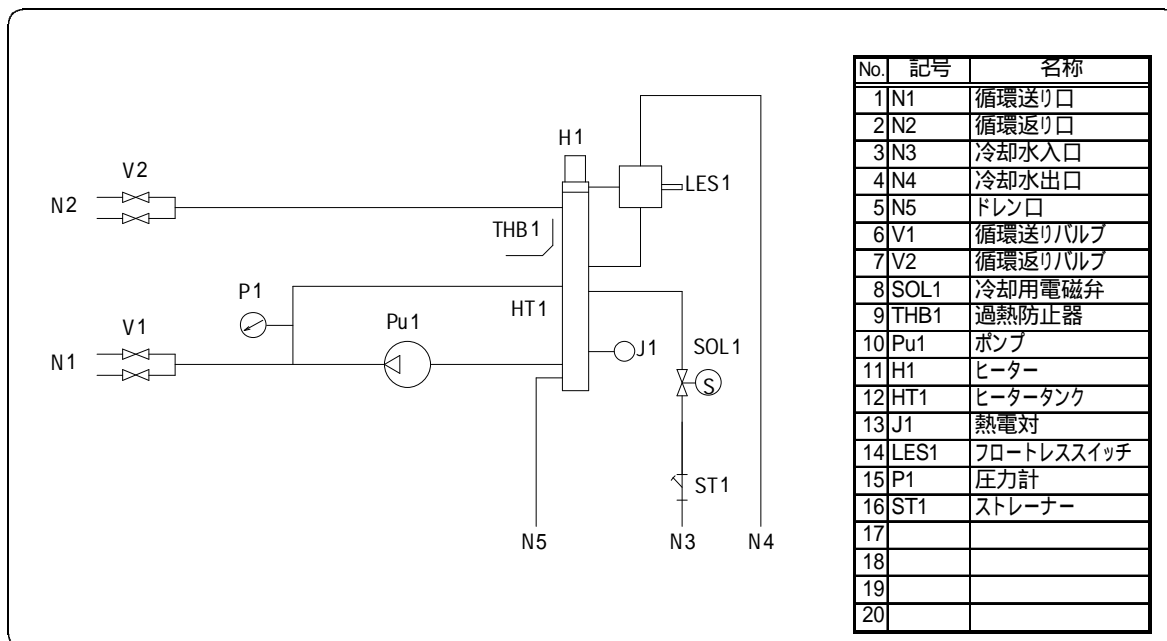 H1
V2
N2
LES1
THB1
P1
HT1
Pu1
V1
J1
SOL1
N1
S
ST1
N5
N3
N4
No. 記号 名称
1 N1 循環送り口
2 N2 循環返り口
3 N3 冷却水入口
4 N4 冷却水出口
5 N5 ドレン口
6 V1 循環送りバルブ
7 V2 循環返りバルブ
8 SOL1 冷却用電磁弁
9 THB1 過熱防止器
10 Pu1 ポンプ
11 H1 ヒーター
12 HT1 ヒータータンク
13 J1 熱電対
14 LES1 フロートレススイッチ
15 P1 圧力計
16 ST1 ストレーナー
17
18
19
20